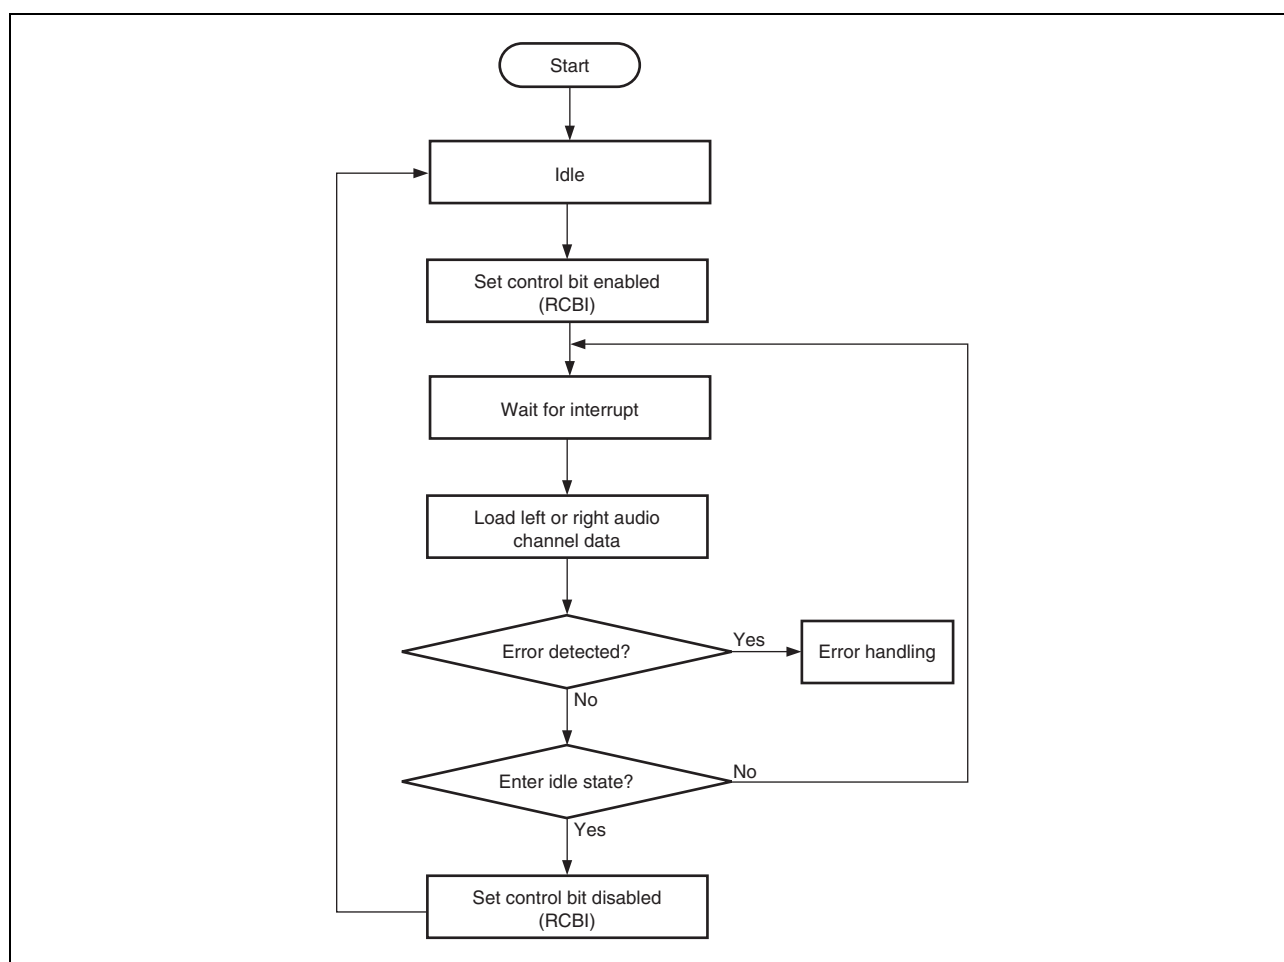 Start
Idle
Set control bit enabled
(RCBI)
Wait for interrupt
Load left or right audio
channel data
Error detected?
Yes
Error handling
No
Enter idle state?
No
Yes
Set control bit disabled
(RCBI)